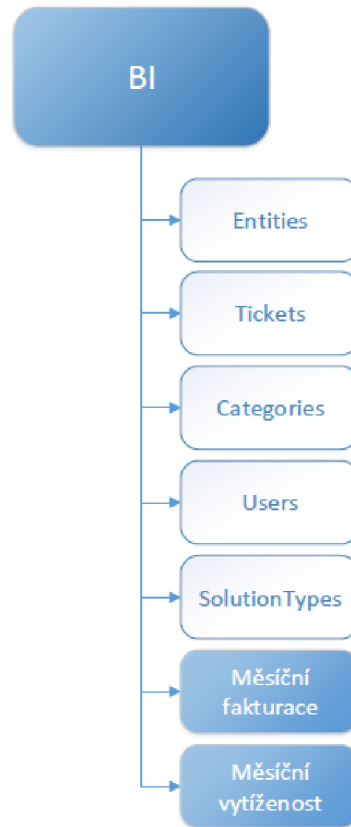 BI
Entities
Tickets
Categories
Users
SolutionTypes
Měsíční
fakturace
Měsíční
vytíženost